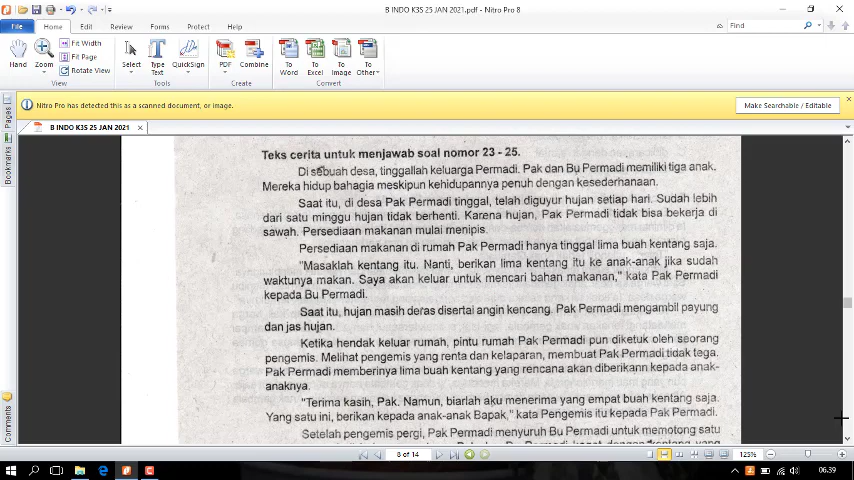 B INDO K3S 25 JAN 2021.pdf - Nitro Pro 8
File Home Edit Review Forms Protect Help Find
Hand Zoom Fit Width Fit Page Rotate View Select Type Text QuickSign PDF Combine To Word To Excel To Image To Other
View Tools Create Convert
Nitro Pro has detected this as a scanned document, or image. Make Searchable / Editable
Pages
Bookmarks
Comments
B INDO K3S 25 JAN 2021
Teks cerita untuk menjawab soal nomor 23 - 25.
Di sebuah desa, tinggallah keluarga Permadi. Pak dan Bu Permadi memiliki tiga anak.
Mereka hidup bahagia meskipun kehidupannya penuh dengan kesederhanaan.
Saat itu, di desa Pak Permadi tinggal, telah diguyur hujan setiap hari. Sudah lebih
dari satu minggu hujan tidak berhenti. Karena hujan, Pak Permadi tidak bisa bekerja di
sawah. Persediaan makanan mulai menipis.
Persediaan makanan di rumah Pak Permadi hanya tinggal lima buah kentang saja.
"Masaklah kentang itu. Nanti, berikan lima kentang itu ke anak-anak jika sudah
waktunya makan. Saya akan keluar untuk mencari bahan makanan," kata Pak Permadi
kepada Bu Permadi.
Saat itu, hujan masih deras disertai angin kencang. Pak Permadi mengambil payung
dan jas hujan.
Ketika hendak keluar rumah, pintu rumah Pak Permadi pun diketuk oleh seorang
pengemis. Melihat pengemis yang renta dan kelaparan, membuat Pak Permadi tidak tega.
Pak Permadi memberinya lima buah kentang yang rencana akan diberikann kepada anak-
anaknya.
"Terima kasin, Pak. Namun, biarlah aku menerima yang empat buah kentang saja.
Yang satu ini, berikan kepada anak-anak Bapak," kata Pengemis itu kepada Pak Permadi.
Setelah pengemis pergi, Pak Permadi menyuruh Bu Permadi untuk memotong satu
8 of 14 125%
06.39